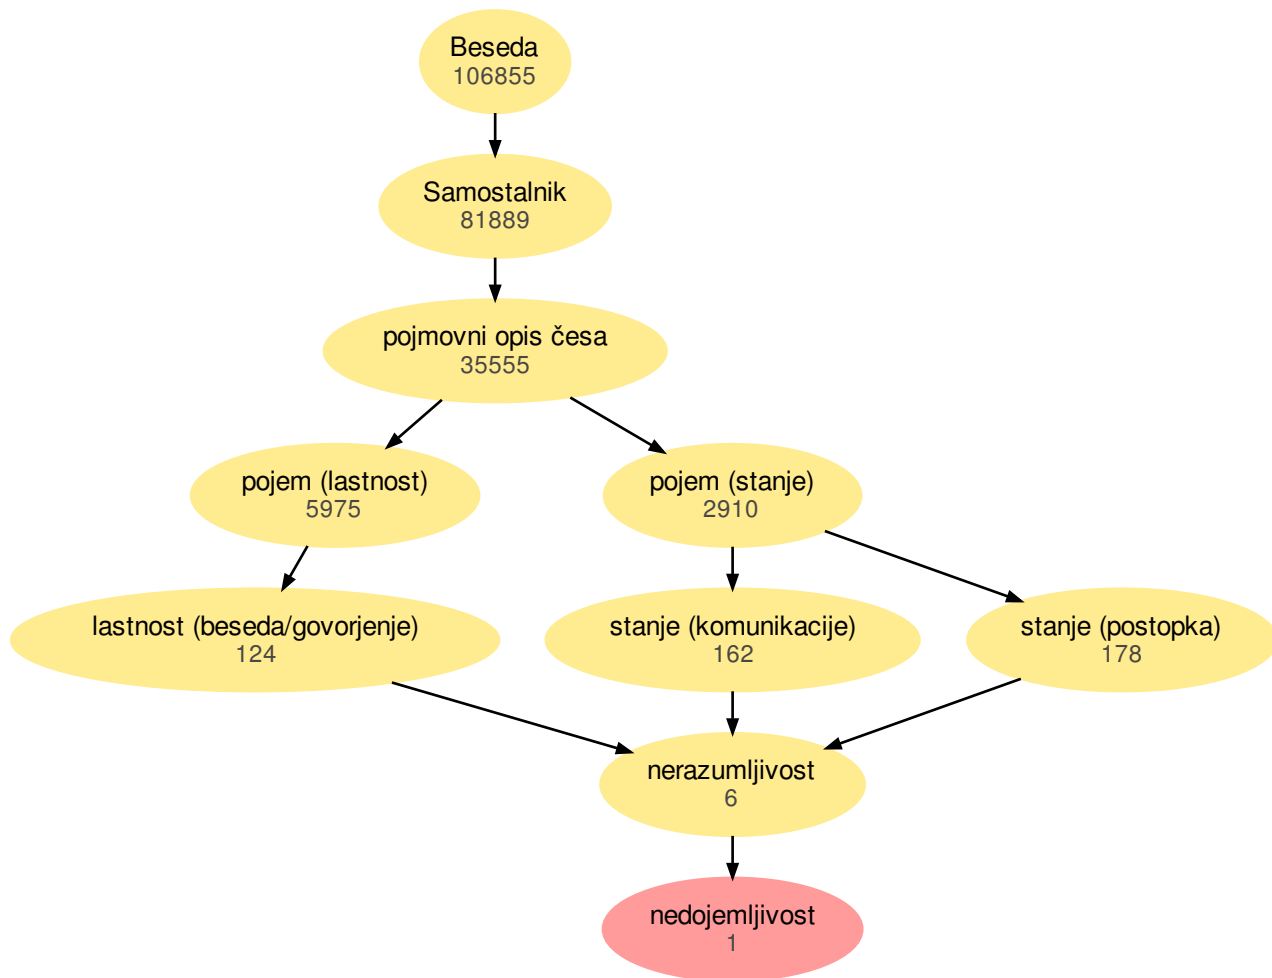 Beseda
106855
Samostalnik
81889
pojmovni opis česa
35555
pojem (lastnost)
5975
pojem (stanje)
2910
lastnost (beseda/govorjenje)
124
stanje (komunikacije)
162
stanje (postopka)
178
nerazumljivost
6
nedojemljivost
1